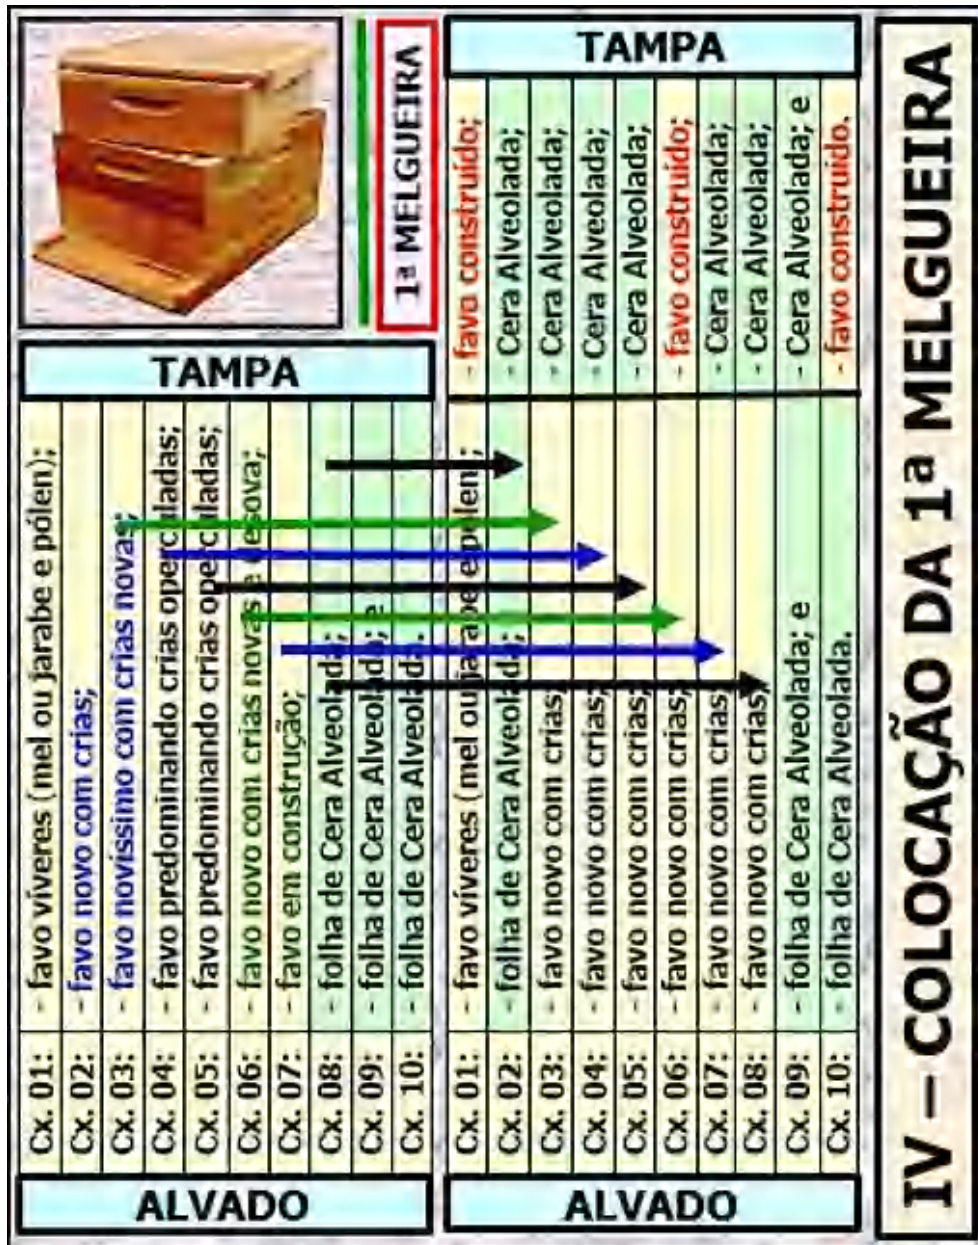 IV – COLOCAÇÃO DA 1ª MELGUEIRA
1ª MELGUEIRA
ALVADO
Cx. 01: - favo víveres (mel ou jarabe e pólen);
Cx. 02: - favo novo com crias;
Cx. 03: - favo novíssimo com crias novas;
Cx. 04: - favo predominando crias operculadas;
Cx. 05: - favo predominando crias operculadas;
Cx. 06: - favo novo com crias novas e desova;
Cx. 07: - favo em construção;
Cx. 08: - folha de Cera Alveolada;
Cx. 09: - folha de Cera Alveolada; e
Cx. 10: - folha de Cera Alveolada.
TAMPA
ALVADO
Cx. 01: - favo víveres (mel ou jarabe e pólen); - favo construído;
Cx. 02: - folha de Cera Alveolada; - Cera Alveolada;
Cx. 03: - favo novo com crias; - Cera Alveolada;
Cx. 04: - favo novo com crias; - Cera Alveolada;
Cx. 05: - favo novo com crias; - Cera Alveolada;
Cx. 06: - favo novo com crias; - favo construído;
Cx. 07: - favo novo com crias; - Cera Alveolada;
Cx. 08: - favo novo com crias; - Cera Alveolada;
Cx. 09: - folha de Cera Alveolada; e - Cera Alveolada; e
Cx. 10: - folha de Cera Alveolada. - favo construído.
TAMPA